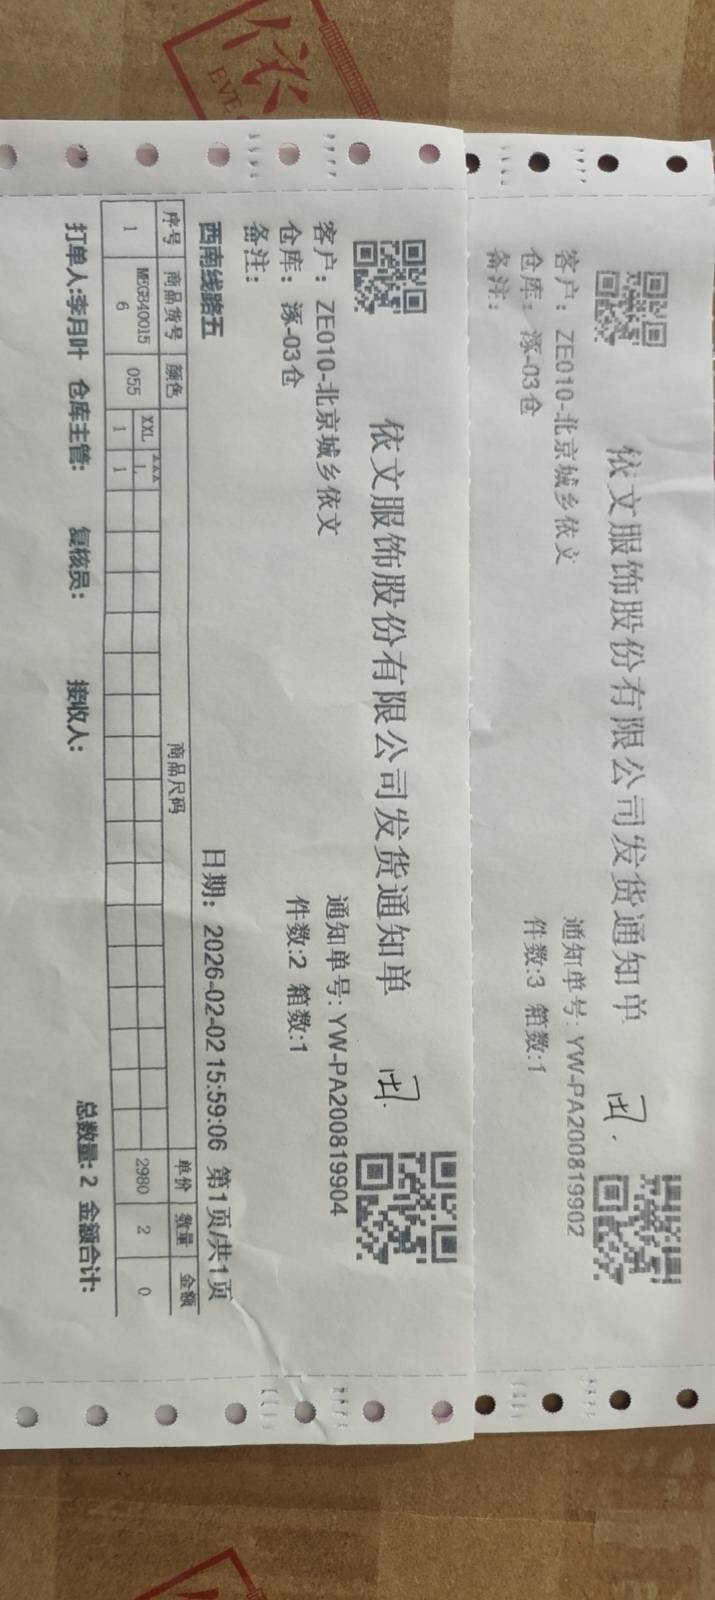 依
EVE
依文服饰股份有限公司发货通知单
客户: ZE010-北京城乡依文
通知单号: YW-PA200819902
仓库: 涿-03仓
件数:3 箱数:1
备注:
依文服饰股份有限公司发货通知单
客户: ZE010-北京城乡依文
通知单号: YW-PA200819904
仓库: 涿-03仓
件数:2 箱数:1
备注:
西南线路五
日期: 2026-02-02 15:59:06 第1页/共1页
序号 商品货号 颜色 商品尺码 单价 数量 金额
XXL
1 MEGB40015 6 055 1 1 2980 2 0
总数量: 2 金额合计:
打单人:李月叶 仓库主管: 复核员: 接收人: